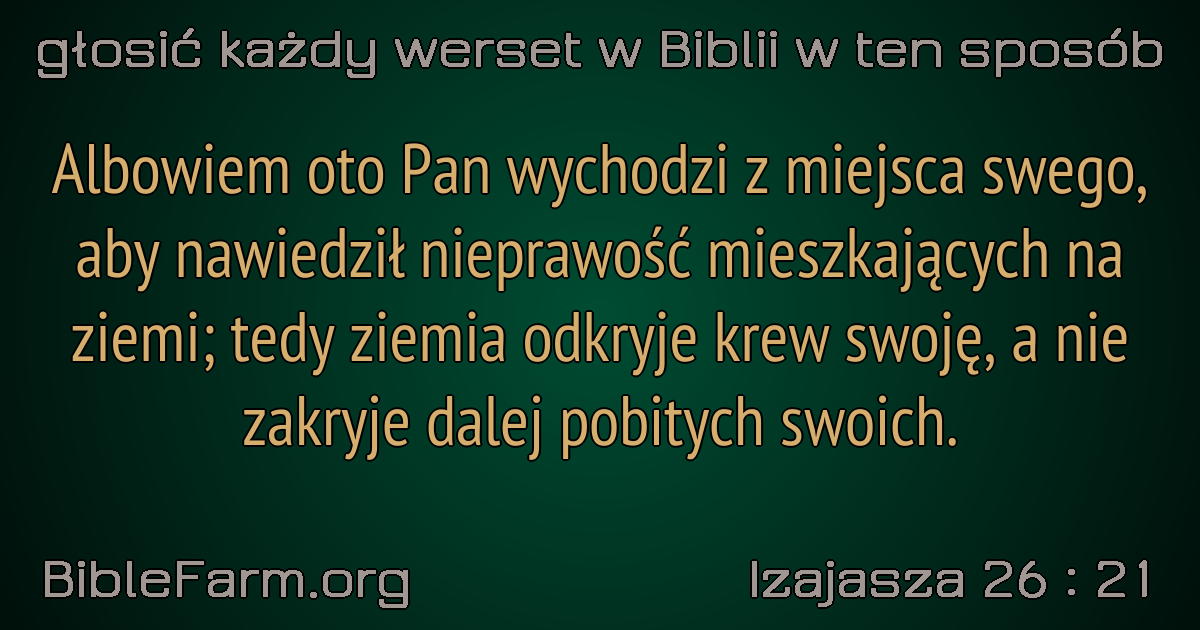 głosić każdy werset w Biblii w ten sposób
Albowiem oto Pan wychodzi z miejsca swego,
aby nawiedził nieprawość mieszkających na
ziemi; tedy ziemia odkryje krew swoję, a nie
zakryje dalej pobitych swoich.
BibleFarm.org
Izajasza 26 : 21